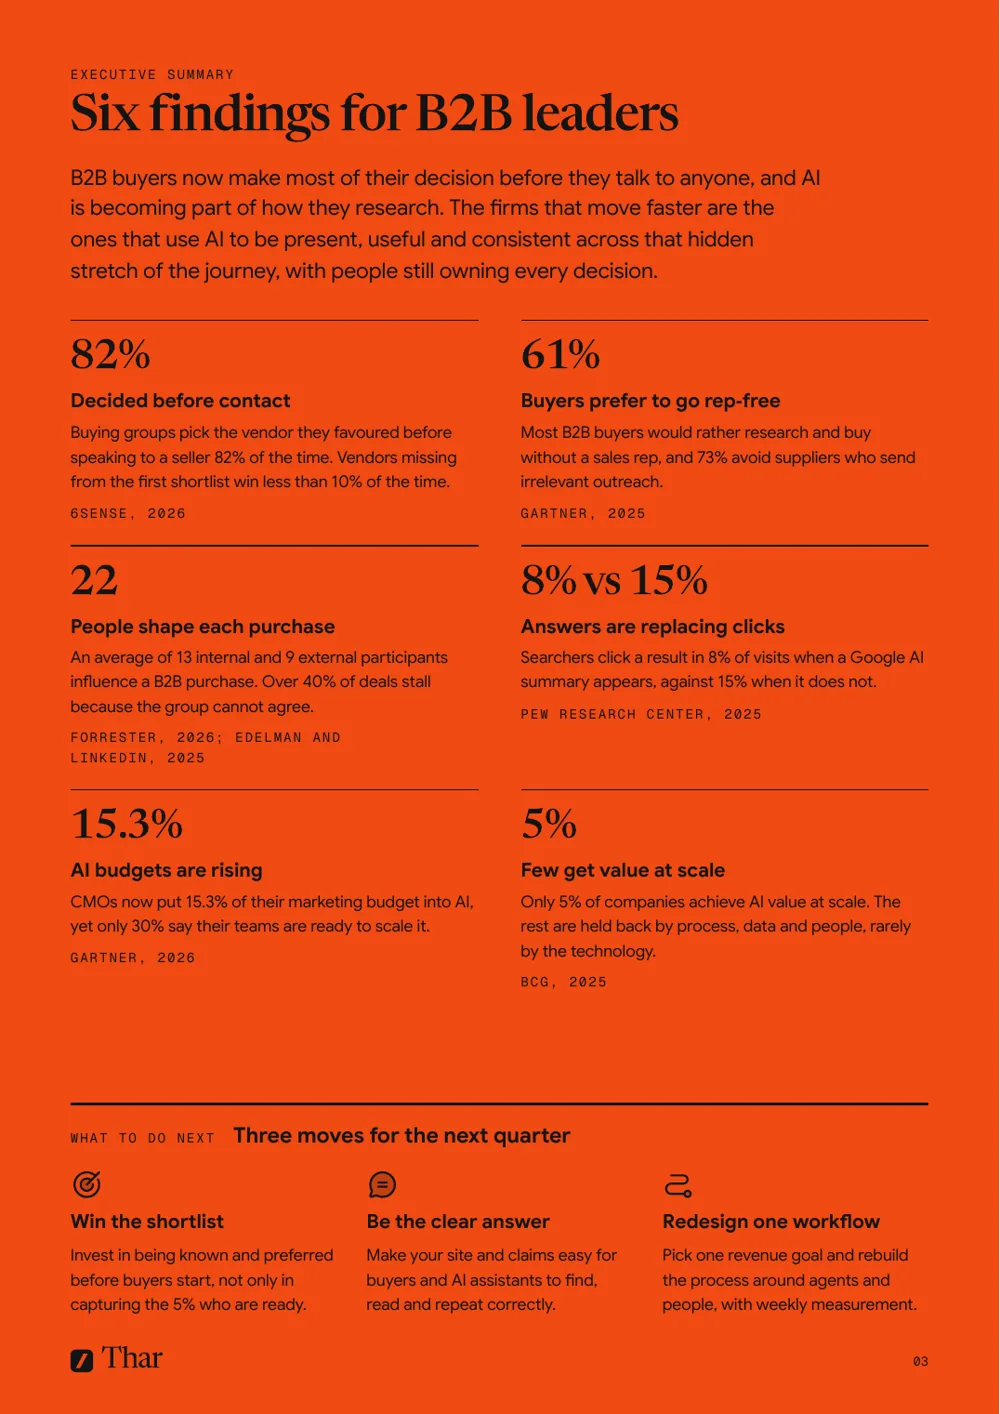 EXECUTIVE SUMMARY
Six findings for B2B leaders
B2B buyers now make most of their decision before they talk to anyone, and AI
is becoming part of how they research. The firms that move faster are the
ones that use AI to be present, useful and consistent across that hidden
stretch of the journey, with people still owning every decision.
82%
Decided before contact
Buying groups pick the vendor they favoured before
speaking to a seller 82% of the time. Vendors missing
from the first shortlist win less than 10% of the time.
6SENSE, 2026
61%
Buyers prefer to go rep-free
Most B2B buyers would rather research and buy
without a sales rep, and 73% avoid suppliers who send
irrelevant outreach.
GARTNER, 2025
22
People shape each purchase
An average of 13 internal and 9 external participants
influence a B2B purchase. Over 40% of deals stall
because the group cannot agree.
FORRESTER, 2026; EDELMAN AND
LINKEDIN, 2025
8% vs 15%
Answers are replacing clicks
Searchers click a result in 8% of visits when a Google AI
summary appears, against 15% when it does not.
PEW RESEARCH CENTER, 2025
15.3%
AI budgets are rising
CMOs now put 15.3% of their marketing budget into AI,
yet only 30% say their teams are ready to scale it.
GARTNER, 2026
5%
Few get value at scale
Only 5% of companies achieve AI value at scale. The
rest are held back by process, data and people, rarely
by the technology.
BCG, 2025
WHAT TO DO NEXT Three moves for the next quarter
Win the shortlist
Invest in being known and preferred
before buyers start, not only in
capturing the 5% who are ready.
Be the clear answer
Make your site and claims easy for
buyers and AI assistants to find,
read and repeat correctly.
Redesign one workflow
Pick one revenue goal and rebuild
the process around agents and
people, with weekly measurement.
Thar
03